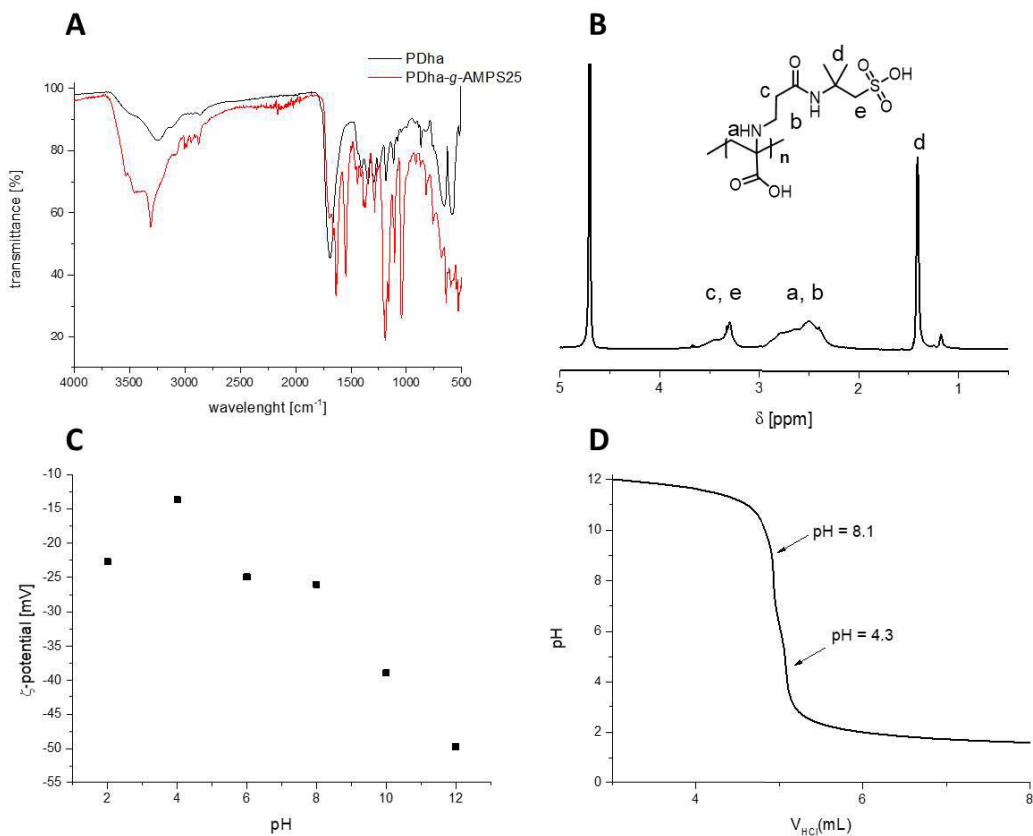 A
PDha
PDha-g-AMPS25
100
80
60
40
20
transmittance [%]
4000 3500 3000 2500 2000 1500 1000 500
wavelenght [cm⁻¹]
B
d
O
O
S
OH
O
N
H
c
e
b
a
HN
n
O
OH
d
c, e
a, b
5 4 3 2 1
δ [ppm]
C
-10
-15
-20
-25
-30
-35
-40
-45
-50
-55
ζ-potential [mV]
2 4 6 8 10 12
pH
D
12
10
8
6
4
2
0
pH
pH = 8.1
pH = 4.3
4 6 8
V_HCl(mL)